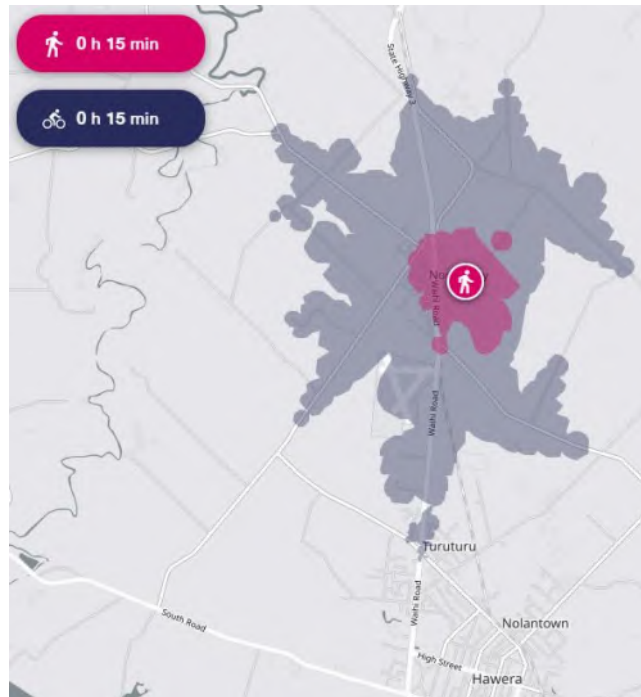 0 h 15 min
0 h 15 min
State Highway 3
Waihi Road
Waihi Road
Turuturu
Waihi Road
South Road
Nolantown
High Street
Hawera